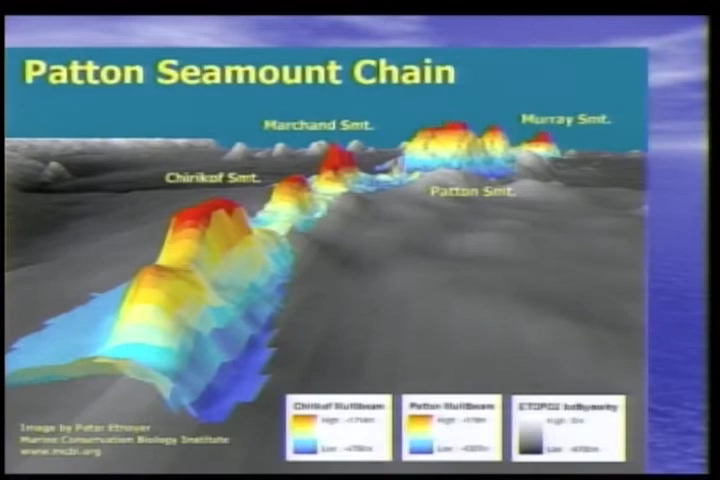 Patton Seamount Chain
Marchand Smt.
Murray Smt.
Chirikof Smt.
Patton Smt.
Chirikof Multibeam
Patton Multibeam
ETOPO2 bathymetry
High :
High :
High : 0m
Low :
Low :
Low :
Image by Peter Etnoyer
Marine Conservation Biology Institute
www.mcbi.org